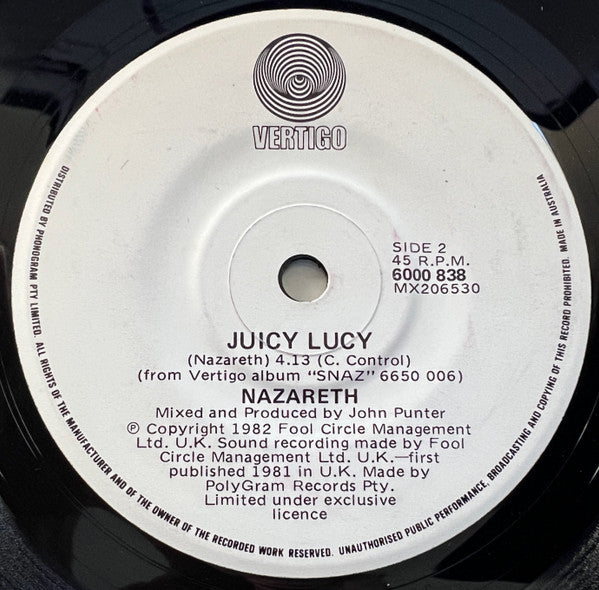 VERTIGO
SIDE 2
45 R.P.M.
6000 838
MX206530
JUICY LUCY
(Nazareth) 4.13 (C. Control)
(from Vertigo album "SNAZ" 6650 006)
NAZARETH
Mixed and Produced by John Punter
℗ Copyright 1982 Fool Circle Management
Ltd. U.K. Sound recording made by Fool
Circle Management Ltd. U.K.—first
published 1981 in U.K. Made by
PolyGram Records Pty.
Limited under exclusive
licence
DISTRIBUTED BY PHONOGRAM PTY LIMITED. ALL RIGHTS OF THE MANUFACTURER AND OF THE OWNER OF THE RECORDED WORK RESERVED. UNAUTHORISED PUBLIC PERFORMANCE, BROADCASTING AND COPYING OF THIS RECORD PROHIBITED. MADE IN AUSTRALIA